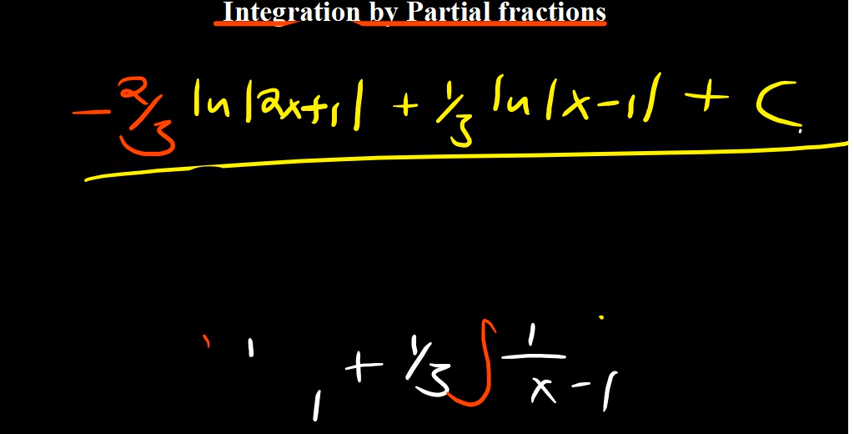 Integration by Partial fractions
-2/3 ln|2x+1| + 1/3 ln|x-1| + C
+ 1/3 ∫ 1/(x-1)